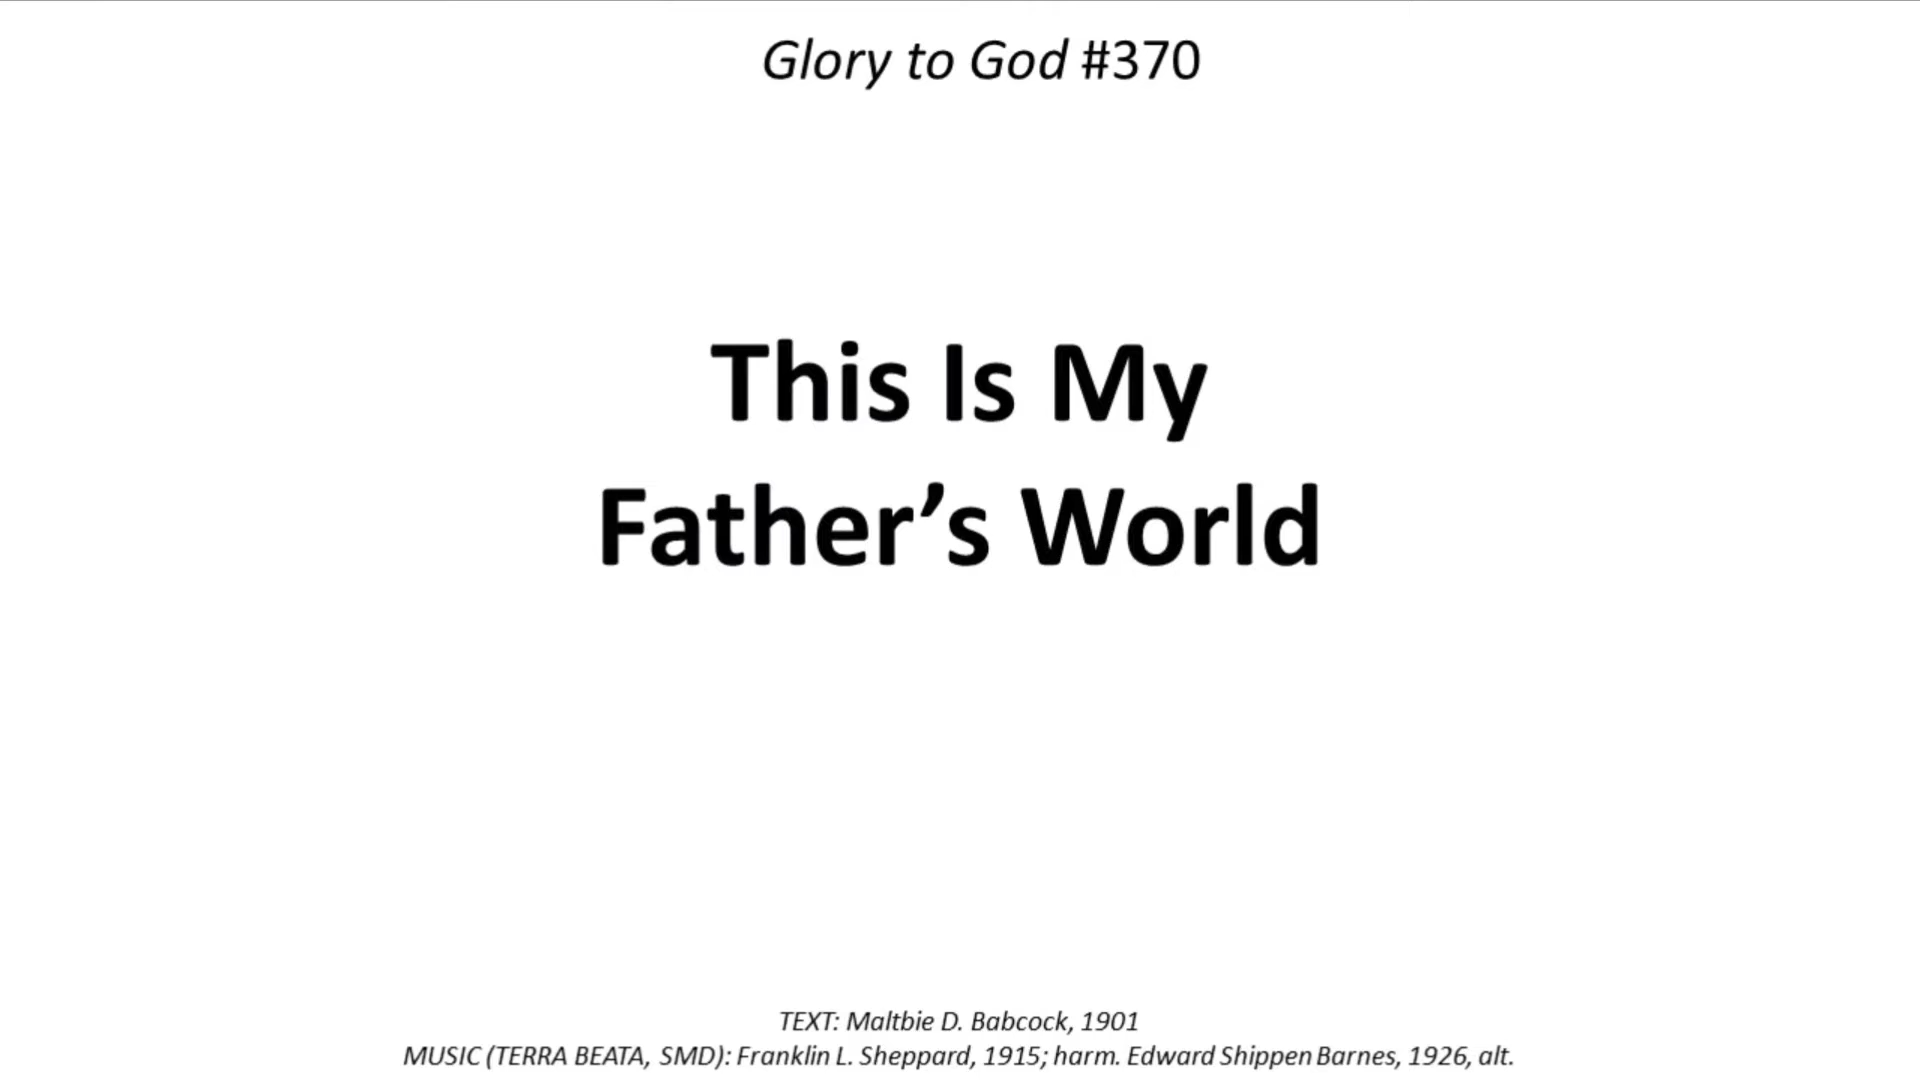 Glory to God #370
This Is My
Father’s World
TEXT: Maltbie D. Babcock, 1901
MUSIC (TERRA BEATA, SMD): Franklin L. Sheppard, 1915; harm. Edward Shippen Barnes, 1926, alt.